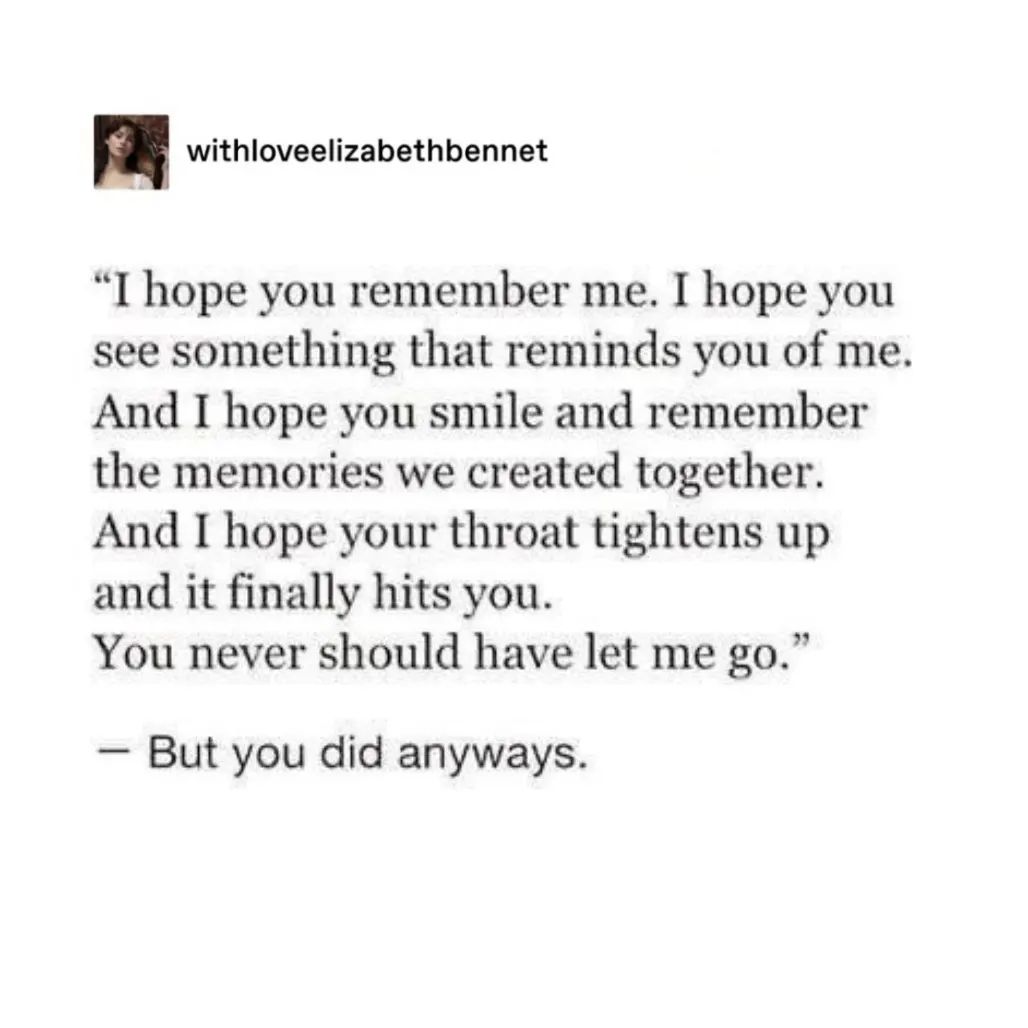 withloveelizabethbennet
“I hope you remember me. I hope you
see something that reminds you of me.
And I hope you smile and remember
the memories we created together.
And I hope your throat tightens up
and it finally hits you.
You never should have let me go.”
— But you did anyways.